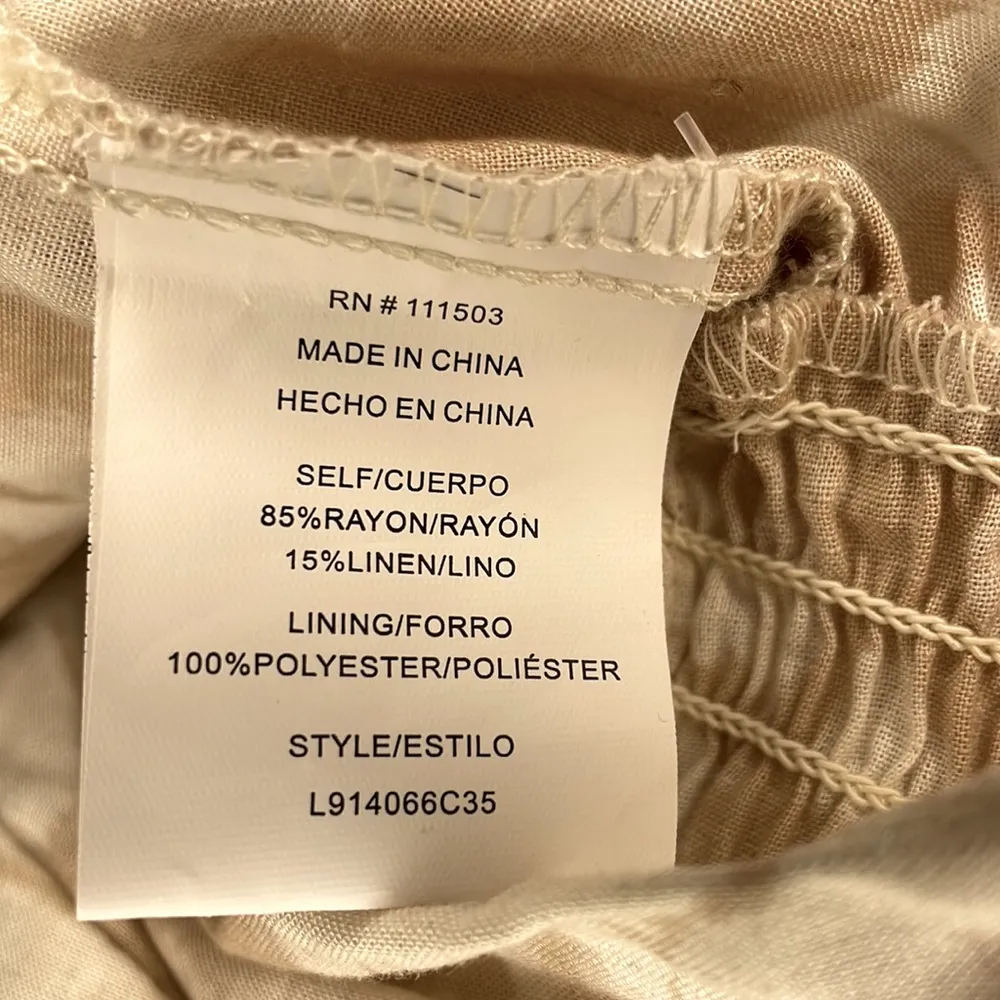 RN # 111503
MADE IN CHINA
HECHO EN CHINA
SELF/CUERPO
85%RAYON/RAYÓN
15%LINEN/LINO
LINING/FORRO
100%POLYESTER/POLIÉSTER
STYLE/ESTILO
L914066C35